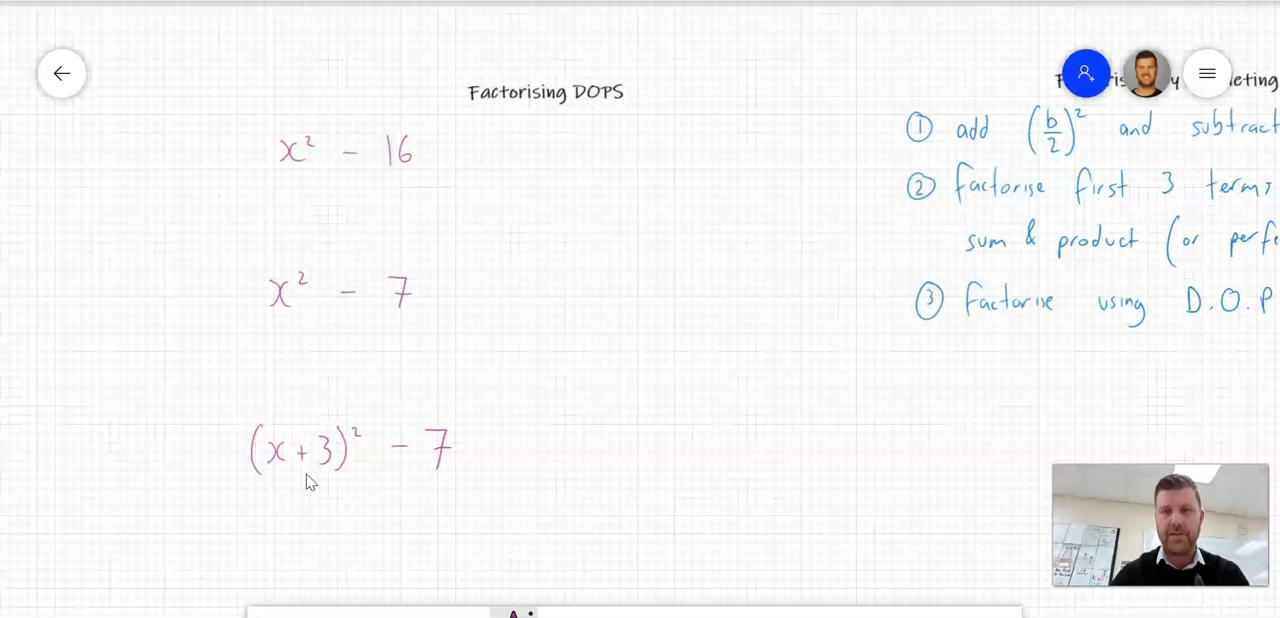 Factorising DOPS
x² - 16
x² - 7
(x + 3)² - 7
① add (b/2)² and subtract
② factorise first 3 terms
sum & product (or perfe
③ factorise using D.O.P